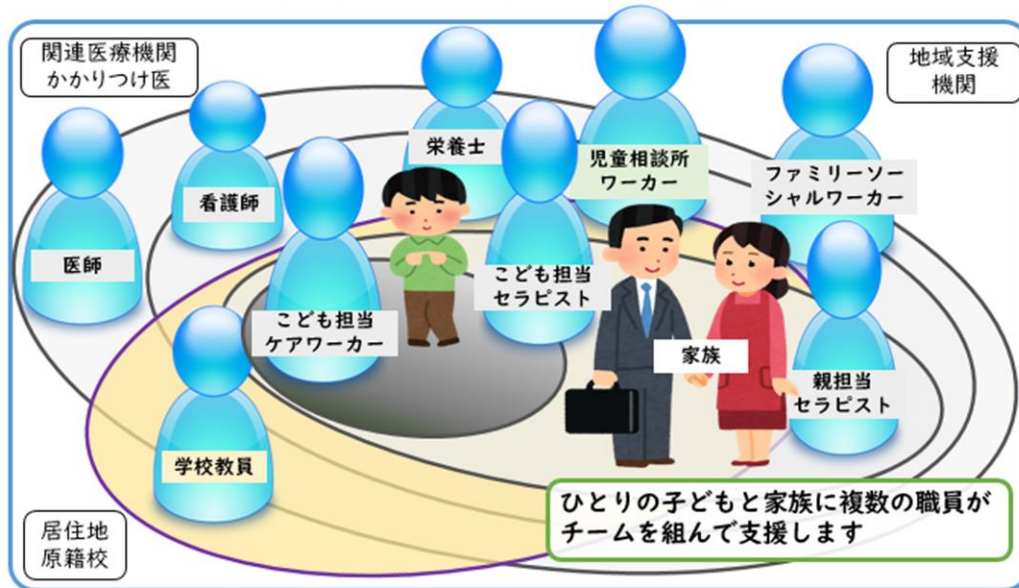 関連医療機関
かかりつけ医
地域支援
機関
栄養士
児童相談所
ワーカー
ファミリーソー
シャルワーカー
看護師
医師
こども担当
セラピスト
こども担当
ケアワーカー
家族
親担当
セラピスト
学校教員
ひとりの子どもと家族に複数の職員が
チームを組んで支援します
居住地
原籍校